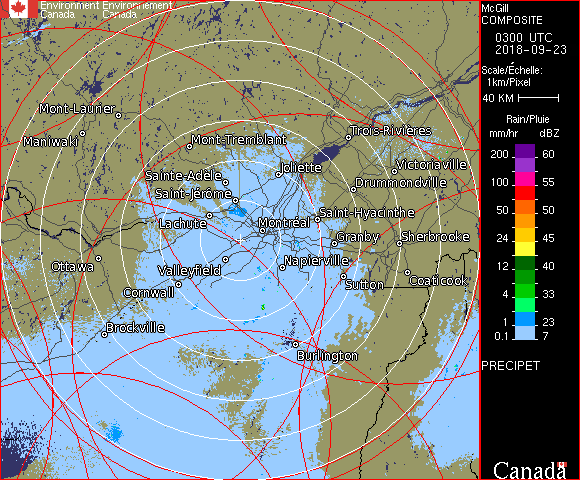 Environment Environnement
Canada Canada
McGill
COMPOSITE
0300 UTC
2018-09-23
Scale/Échelle:
1km/Pixel
40 KM
Rain/Pluie
mm/hr dBZ
200 60
100 55
50 50
24 45
12 40
4 33
1 23
0.1 7
PRECIPET
Mont-Laurier
Maniwaki
Mont-Tremblant
Trois-Rivières
Sainte-Adèle
Joliette
Victoriaville
Saint-Jérôme
Drummondville
Lachute
Montréal
Saint-Hyacinthe
Granby
Sherbrooke
Ottawa
Valleyfield
Napierville
Cornwall
Sutton
Coaticook
Brockville
Burlington
Canada